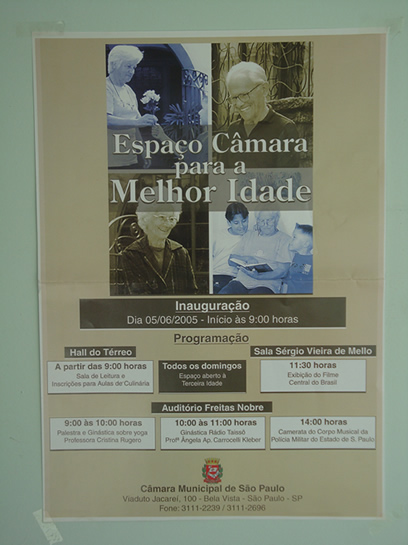 Espaço Câmara
para a
Melhor Idade
Inauguração
Dia 05/06/2005 - Início às 9:00 horas
Programação
Hall do Térreo
A partir das 9:00 horas
Sala de Leitura e
Inscrições para Aulas de Culinária
Todos os domingos
Espaço aberto à
Terceira Idade
Sala Sérgio Vieira de Mello
11:30 horas
Exibição do Filme
Central do Brasil
Auditório Freitas Nobre
9:00 às 10:00 horas
Palestra e Ginástica sobre yoga
Professora Cristina Rugero
10:00 às 11:00 horas
Ginástica Rádio Taissô
Profª Ângela Ap. Carrocelli Kleber
14:00 horas
Camerata do Corpo Musical da
Polícia Militar do Estado de S. Paulo
Câmara Municipal de São Paulo
Viaduto Jacareí, 100 - Bela Vista - São Paulo - SP
Fone: 3111-2239 / 3111-2696